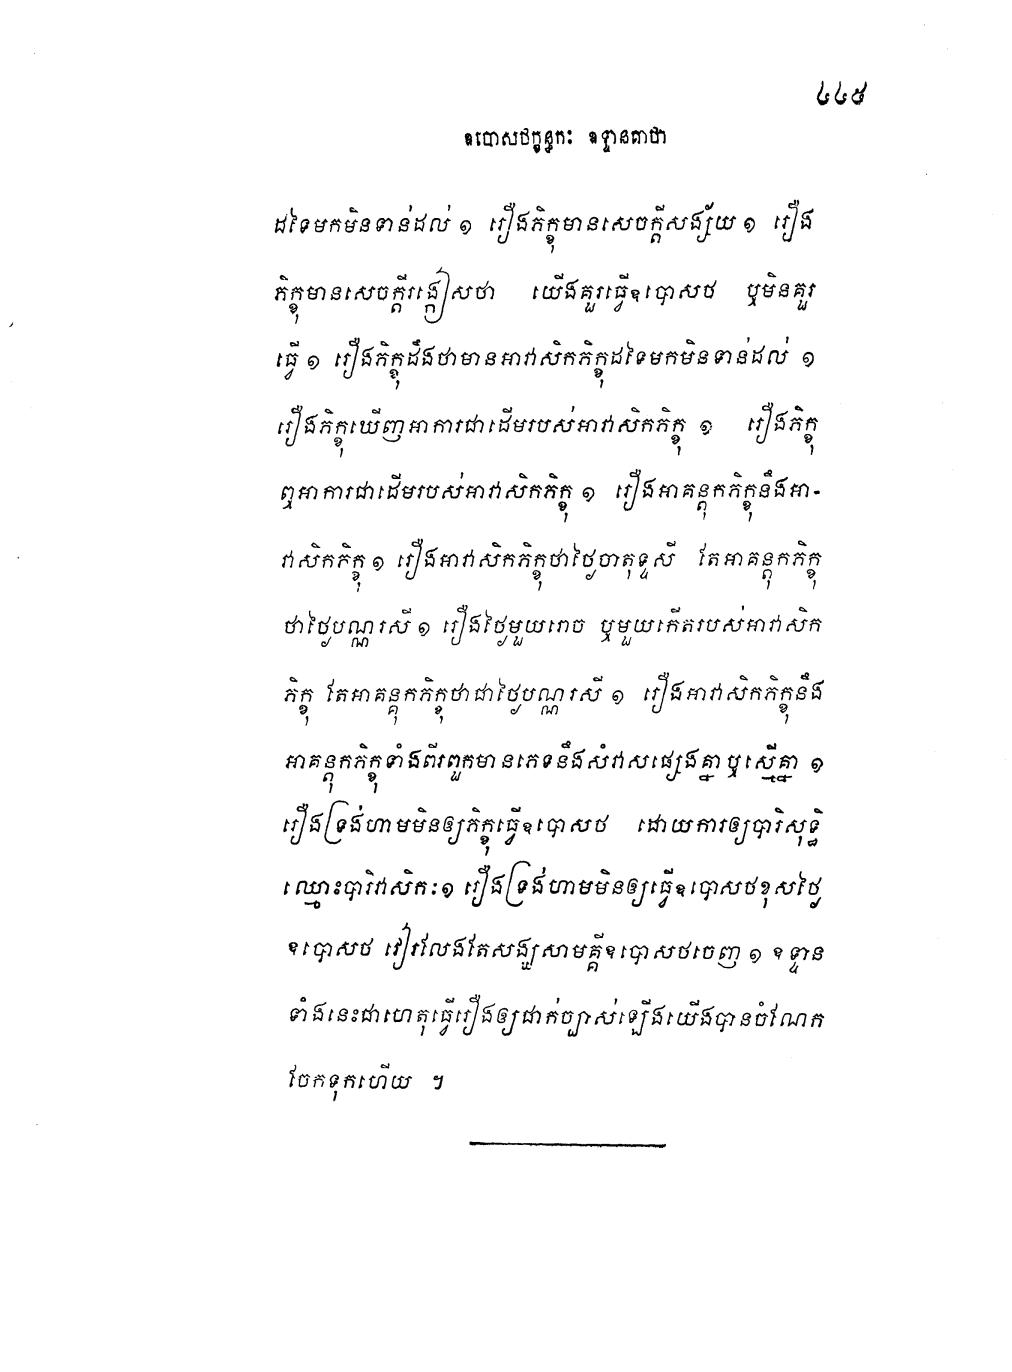 ៤៤៥
ឧបោសថក្ខន្ធកៈ ឧទ្ទានគាថា
ដទៃមកមិនទាន់ដល់ ១ រឿងភិក្ខុមានសេចក្តីសង្ស័យ ១ រឿង
ភិក្ខុមានសេចក្តីរង្កៀសថា យើងគួរធ្វើឧបោសថ ឬមិនគួរ
ធ្វើ ១ រឿងភិក្ខុដឹងថាមានអាវាសិកភិក្ខុដទៃមកមិនទាន់ដល់ ១
រឿងភិក្ខុឃើញអាការជាដើមរបស់អាវាសិកភិក្ខុ ១ រឿងភិក្ខុ
ឮអាការជាដើមរបស់អាវាសិកភិក្ខុ ១ រឿងអាគន្តុកភិក្ខុនឹងអា-
វាសិកភិក្ខុ ១ រឿងអាវាសិកភិក្ខុថាថ្ងៃចាតុទ្ទសី តែអាគន្តុកភិក្ខុ
ថាថ្ងៃបណ្ណរសី ១ រឿងថ្ងៃមួយរោច ឬមួយកើតរបស់អាវាសិក
ភិក្ខុ តែអាគន្តុកភិក្ខុថាជាថ្ងៃបណ្ណរសី ១ រឿងអាវាសិកភិក្ខុនឹង
អាគន្តុកភិក្ខុទាំងពីរពួកមានភេទនឹងសំវាសផ្សេងគ្នាឬស្មើគ្នា ១
រឿងទ្រង់ហាមមិនឲ្យភិក្ខុធ្វើឧបោសថ ដោយការឲ្យបារិសុទ្ធិ
ឈ្មោះបារិវាសិកៈ ១ រឿងទ្រង់ហាមមិនឲ្យធ្វើឧបោសថខុសថ្ងៃ
ឧបោសថ វៀរលែងតែសង្ឃសាមគ្គីឧបោសថចេញ ១ ឧទ្ទាន
ទាំងនេះជាហេតុធ្វើរឿងឲ្យជាក់ច្បាស់ឡើងយើងបានចំណែក
ចែកទុកហើយ ។